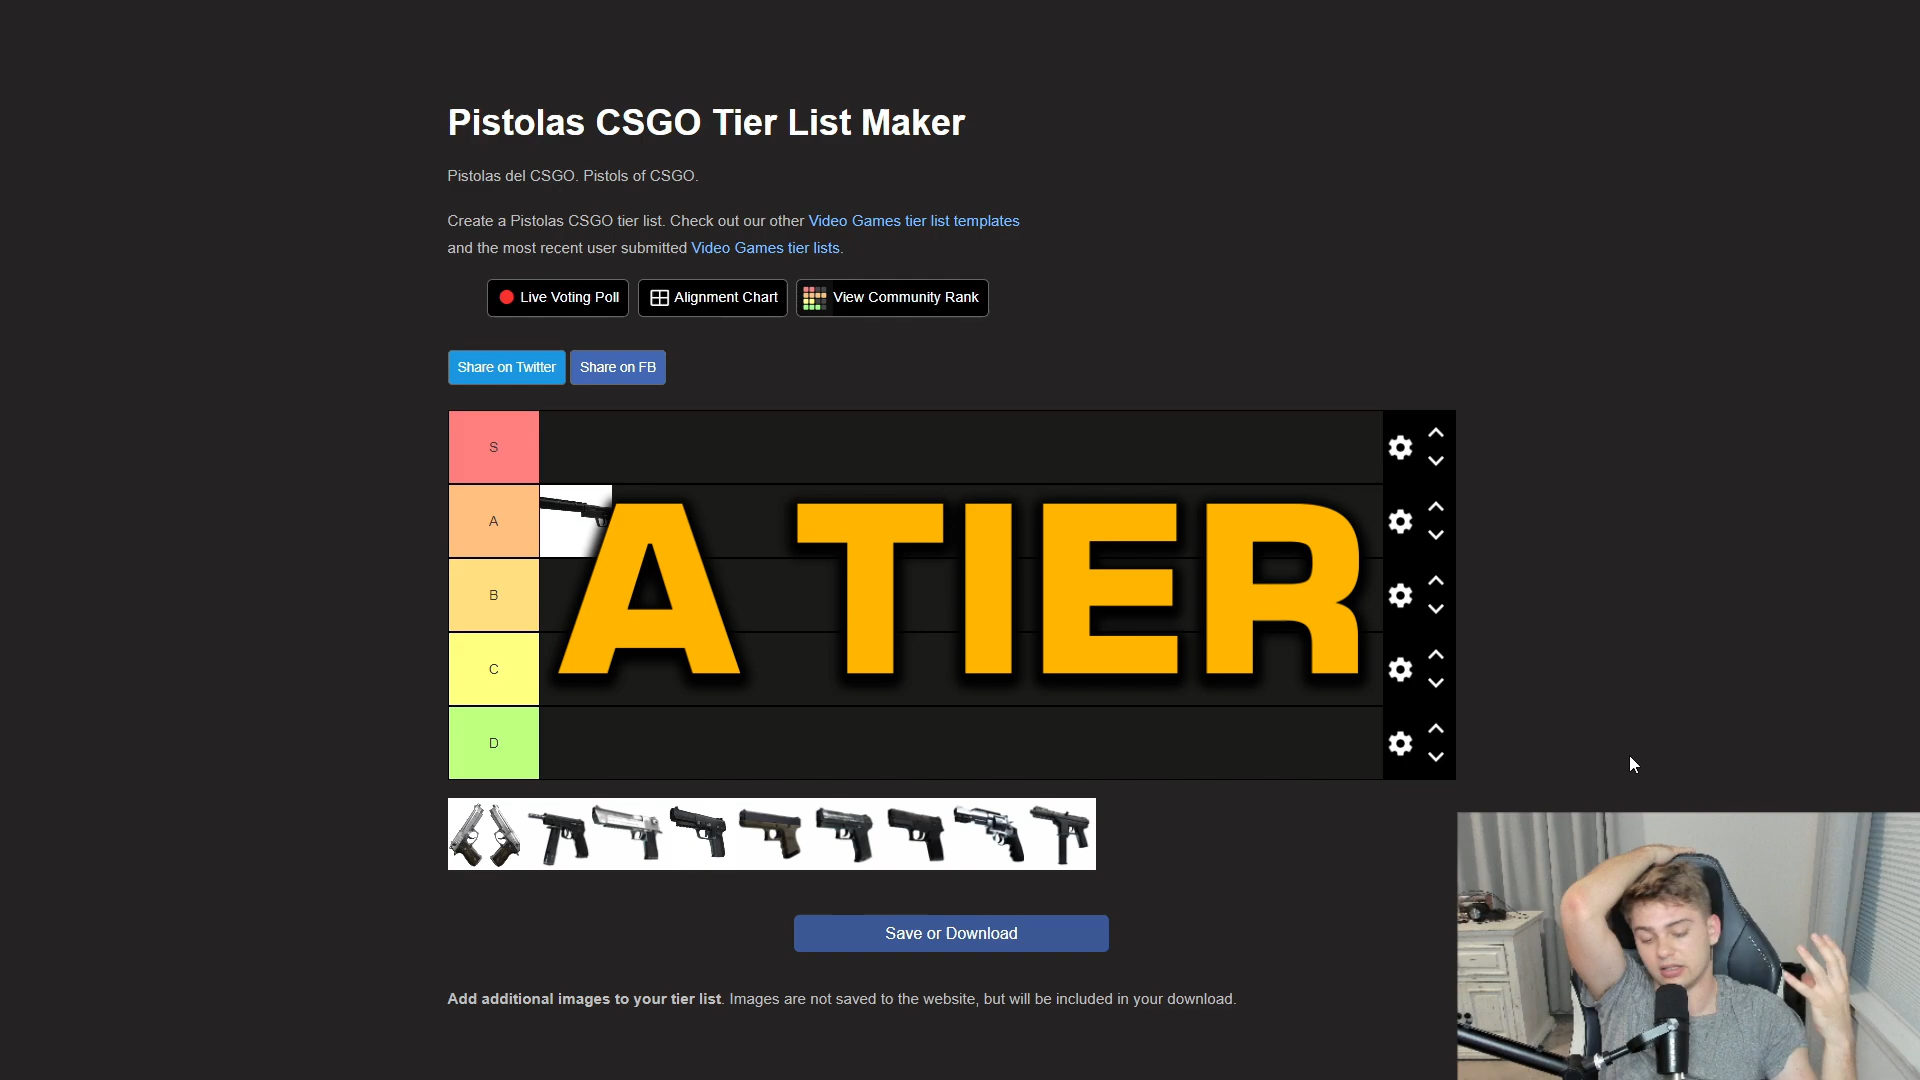 Pistolas CSGO Tier List Maker
Pistolas del CSGO. Pistols of CSGO.
Create a Pistolas CSGO tier list. Check out our other Video Games tier list templates
and the most recent user submitted Video Games tier lists.
Live Voting Poll
Alignment Chart
View Community Rank
Share on Twitter
Share on FB
S
A
B
C
D
A TIER
Save or Download
Add additional images to your tier list. Images are not saved to the website, but will be included in your download.